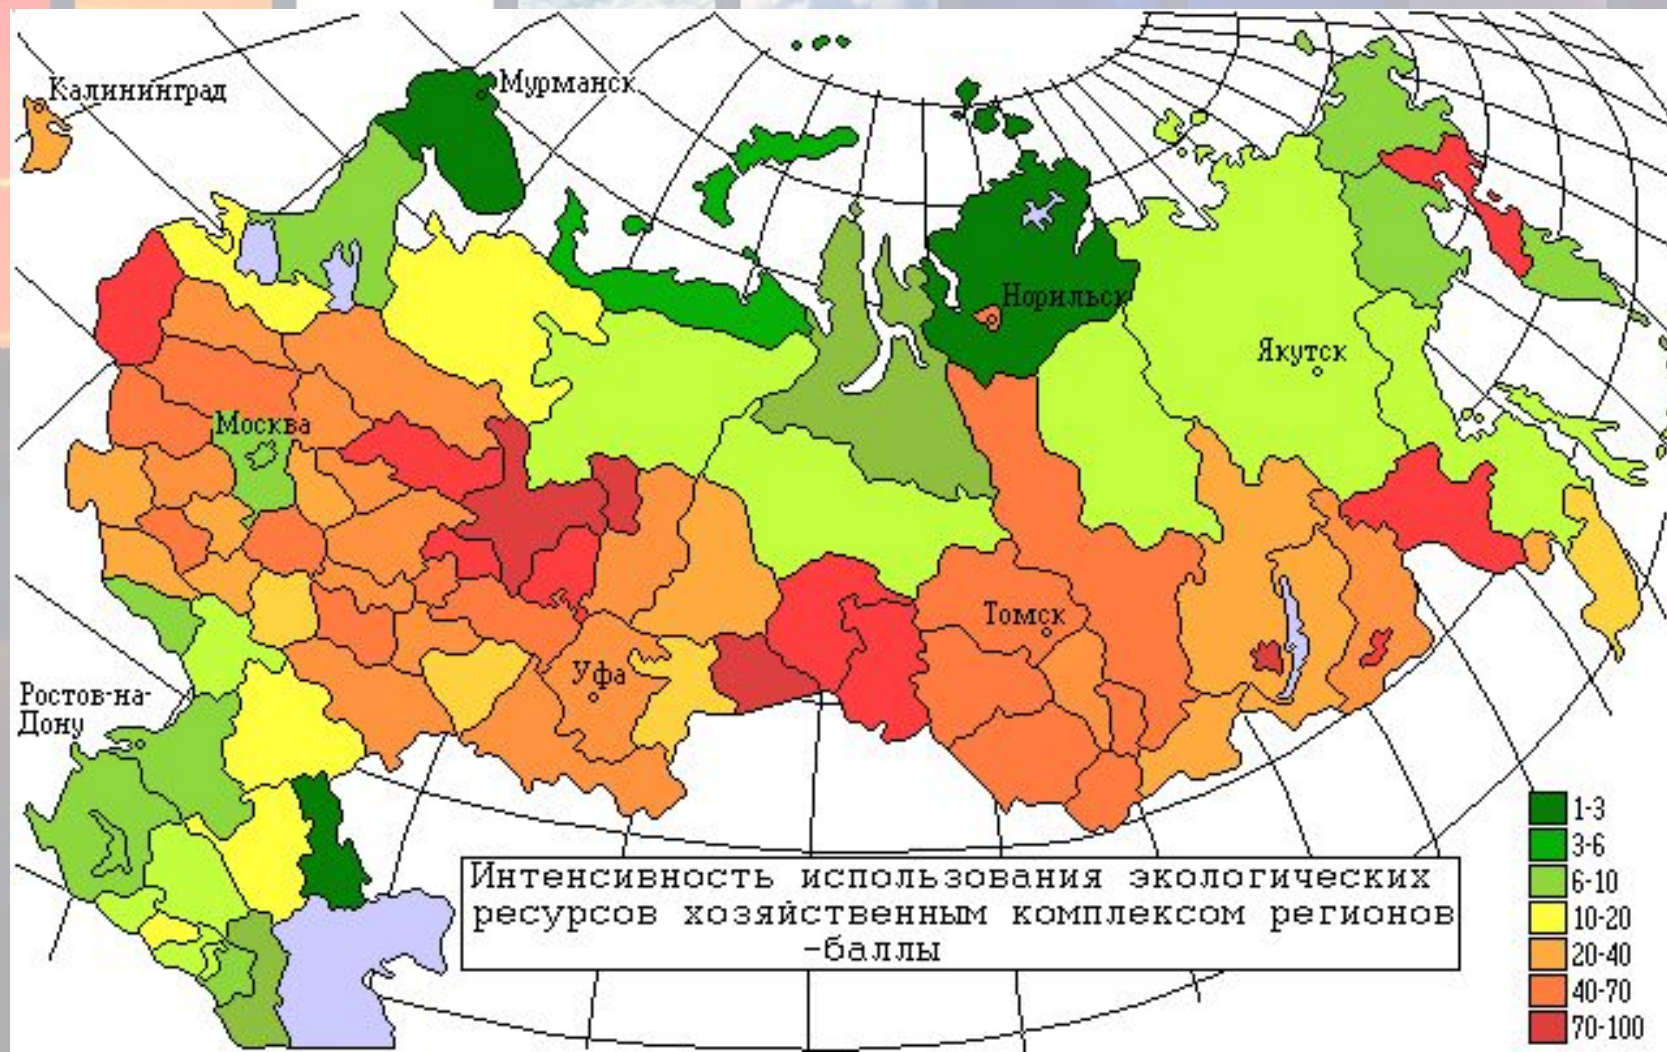 Калининград
Мурманск
Норильск
Якутск
Москва
Томск
Уфа
Ростов-на-
Дону
1-3
3-6
6-10
10-20
20-40
40-70
70-100
Интенсивность использования экологических
ресурсов хозяйственным комплексом регионов
-баллы